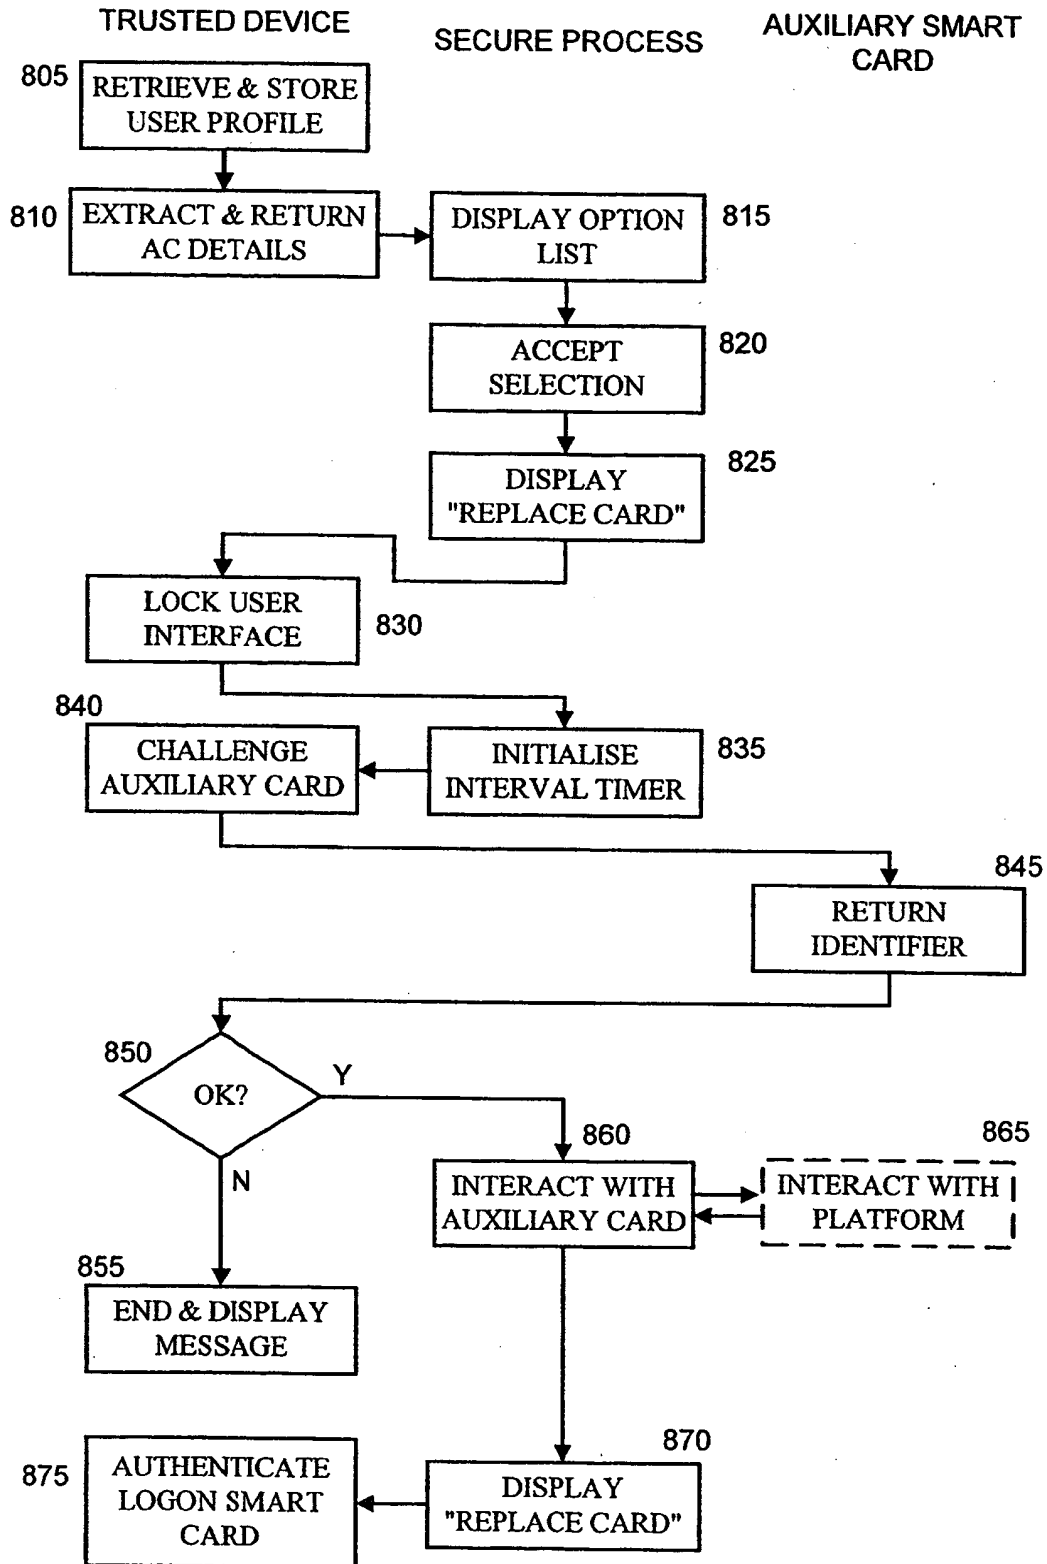 TRUSTED DEVICE
SECURE PROCESS
AUXILIARY SMART
CARD
805
RETRIEVE & STORE
USER PROFILE
810
EXTRACT & RETURN
AC DETAILS
DISPLAY OPTION
LIST
815
ACCEPT
SELECTION
820
DISPLAY
"REPLACE CARD"
825
LOCK USER
INTERFACE
830
840
CHALLENGE
AUXILIARY CARD
INITIALISE
INTERVAL TIMER
835
845
RETURN
IDENTIFIER
850
OK?
Y
N
860
INTERACT WITH
AUXILIARY CARD
865
INTERACT WITH
PLATFORM
855
END & DISPLAY
MESSAGE
870
DISPLAY
"REPLACE CARD"
875
AUTHENTICATE
LOGON SMART
CARD